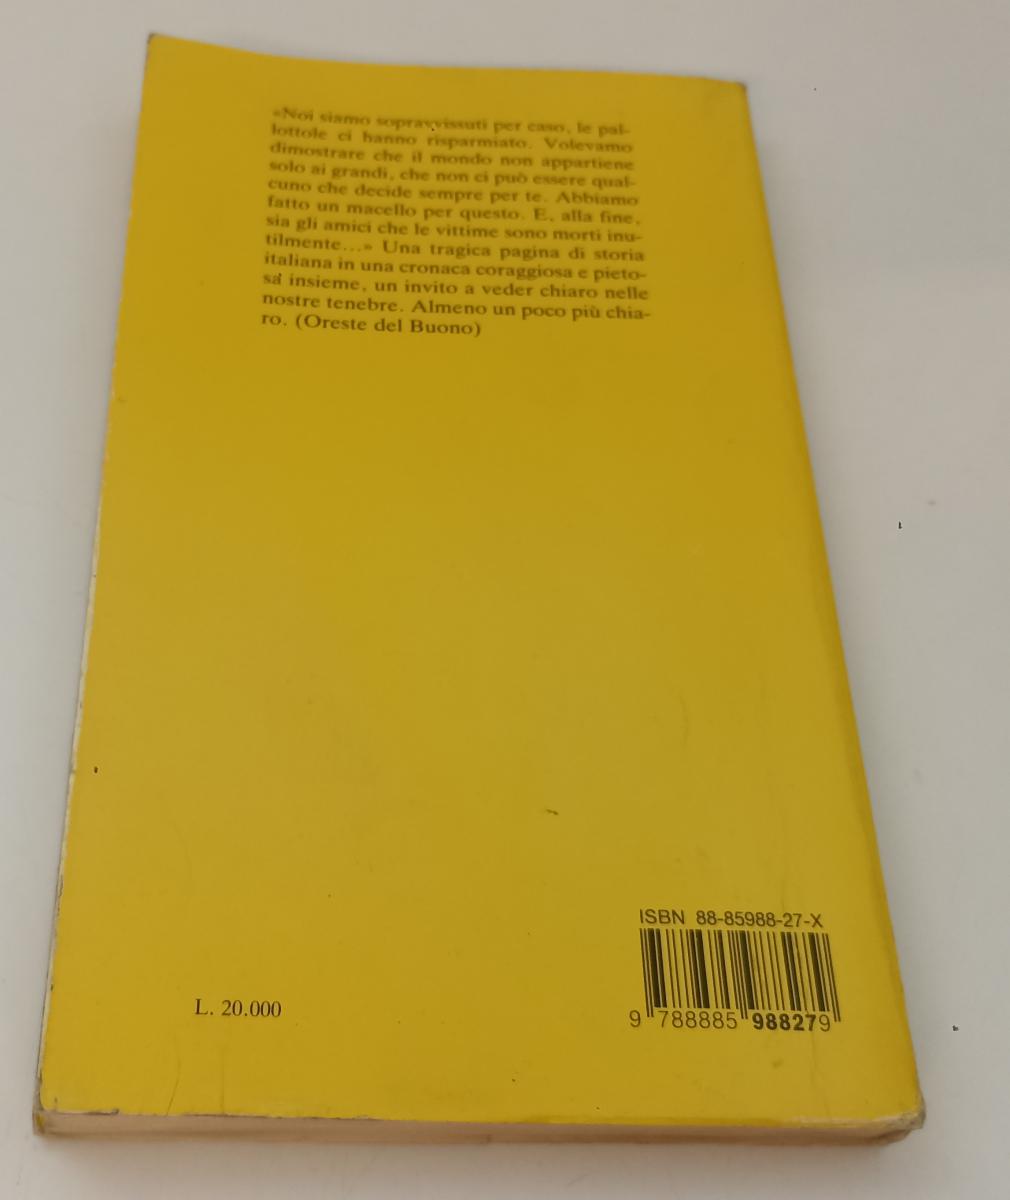 «Noi siamo sopravvissuti per caso, le pal-
lottole ci hanno risparmiato. Volevamo
dimostrare che il mondo non appartiene
solo ai grandi, che non ci può essere qual-
cuno che decide sempre per te. Abbiamo
fatto un macello per questo. E, alla fine,
sia gli amici che le vittime sono morti inu-
tilmente...» Una tragica pagina di storia
italiana in una cronaca coraggiosa e pieto-
sa insieme, un invito a veder chiaro nelle
nostre tenebre. Almeno un poco più chia-
ro. (Oreste del Buono)
ISBN 88-85988-27-X
L. 20.000
9 788885 988279